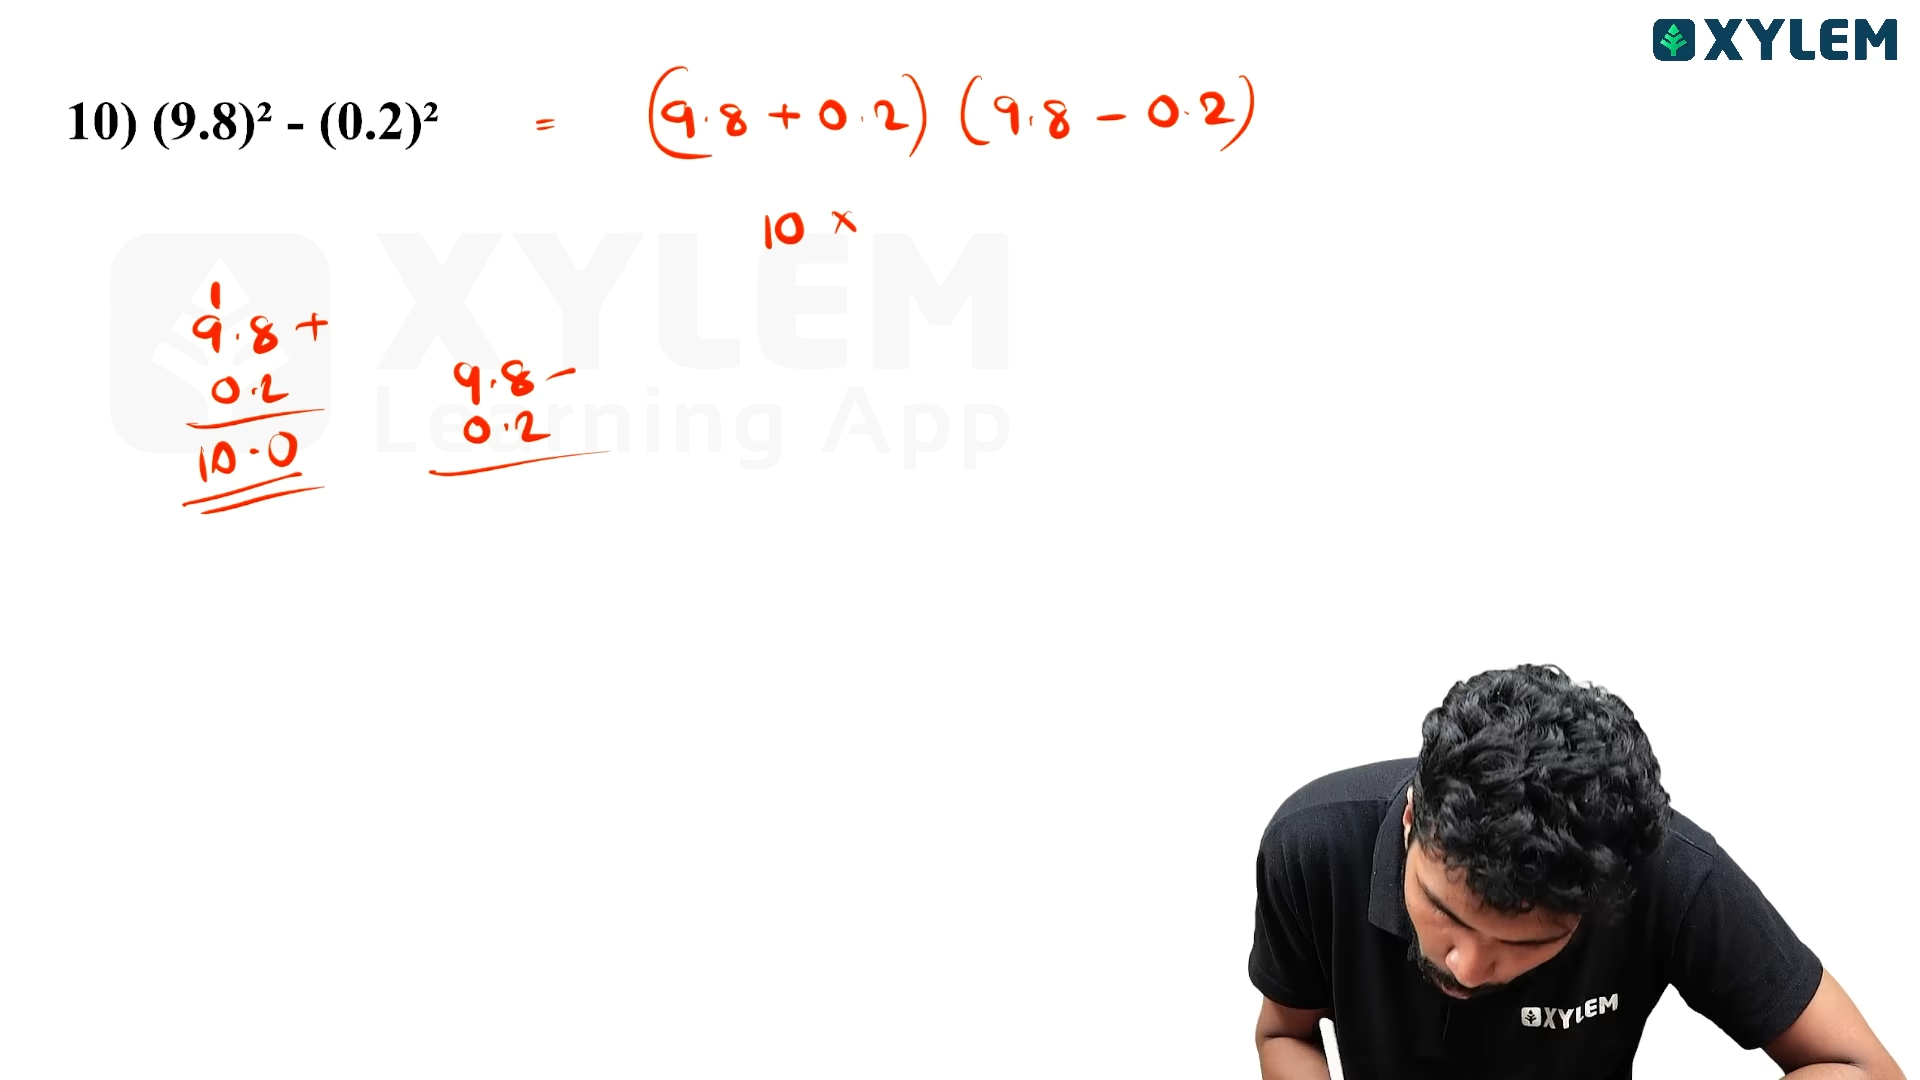 XYLEM
10) (9.8)² - (0.2)² = (9.8 + 0.2) (9.8 - 0.2)
10 ×
1
9.8 +
0.2
10.0
9.8 -
0.2
XYLEM
Learning App
XYLEM